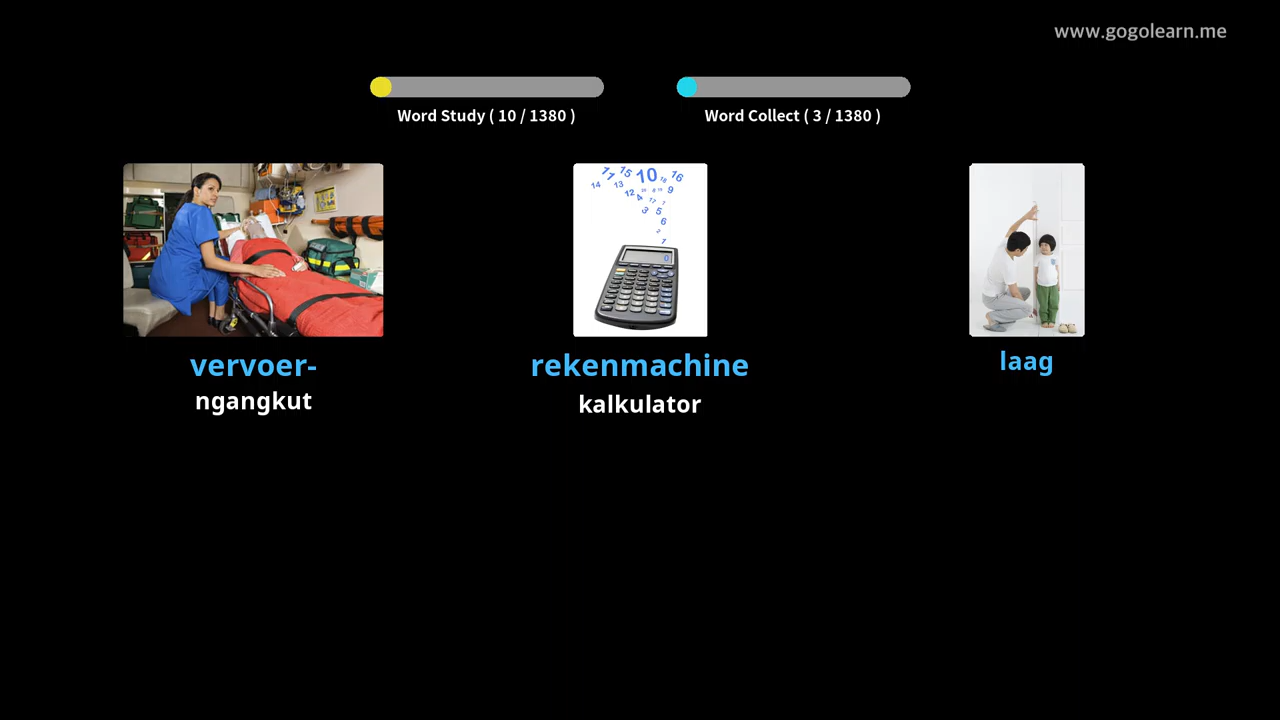 www.gogolearn.me
Word Study ( 10 / 1380 )
Word Collect ( 3 / 1380 )
vervoer-
ngangkut
rekenmachine
kalkulator
laag